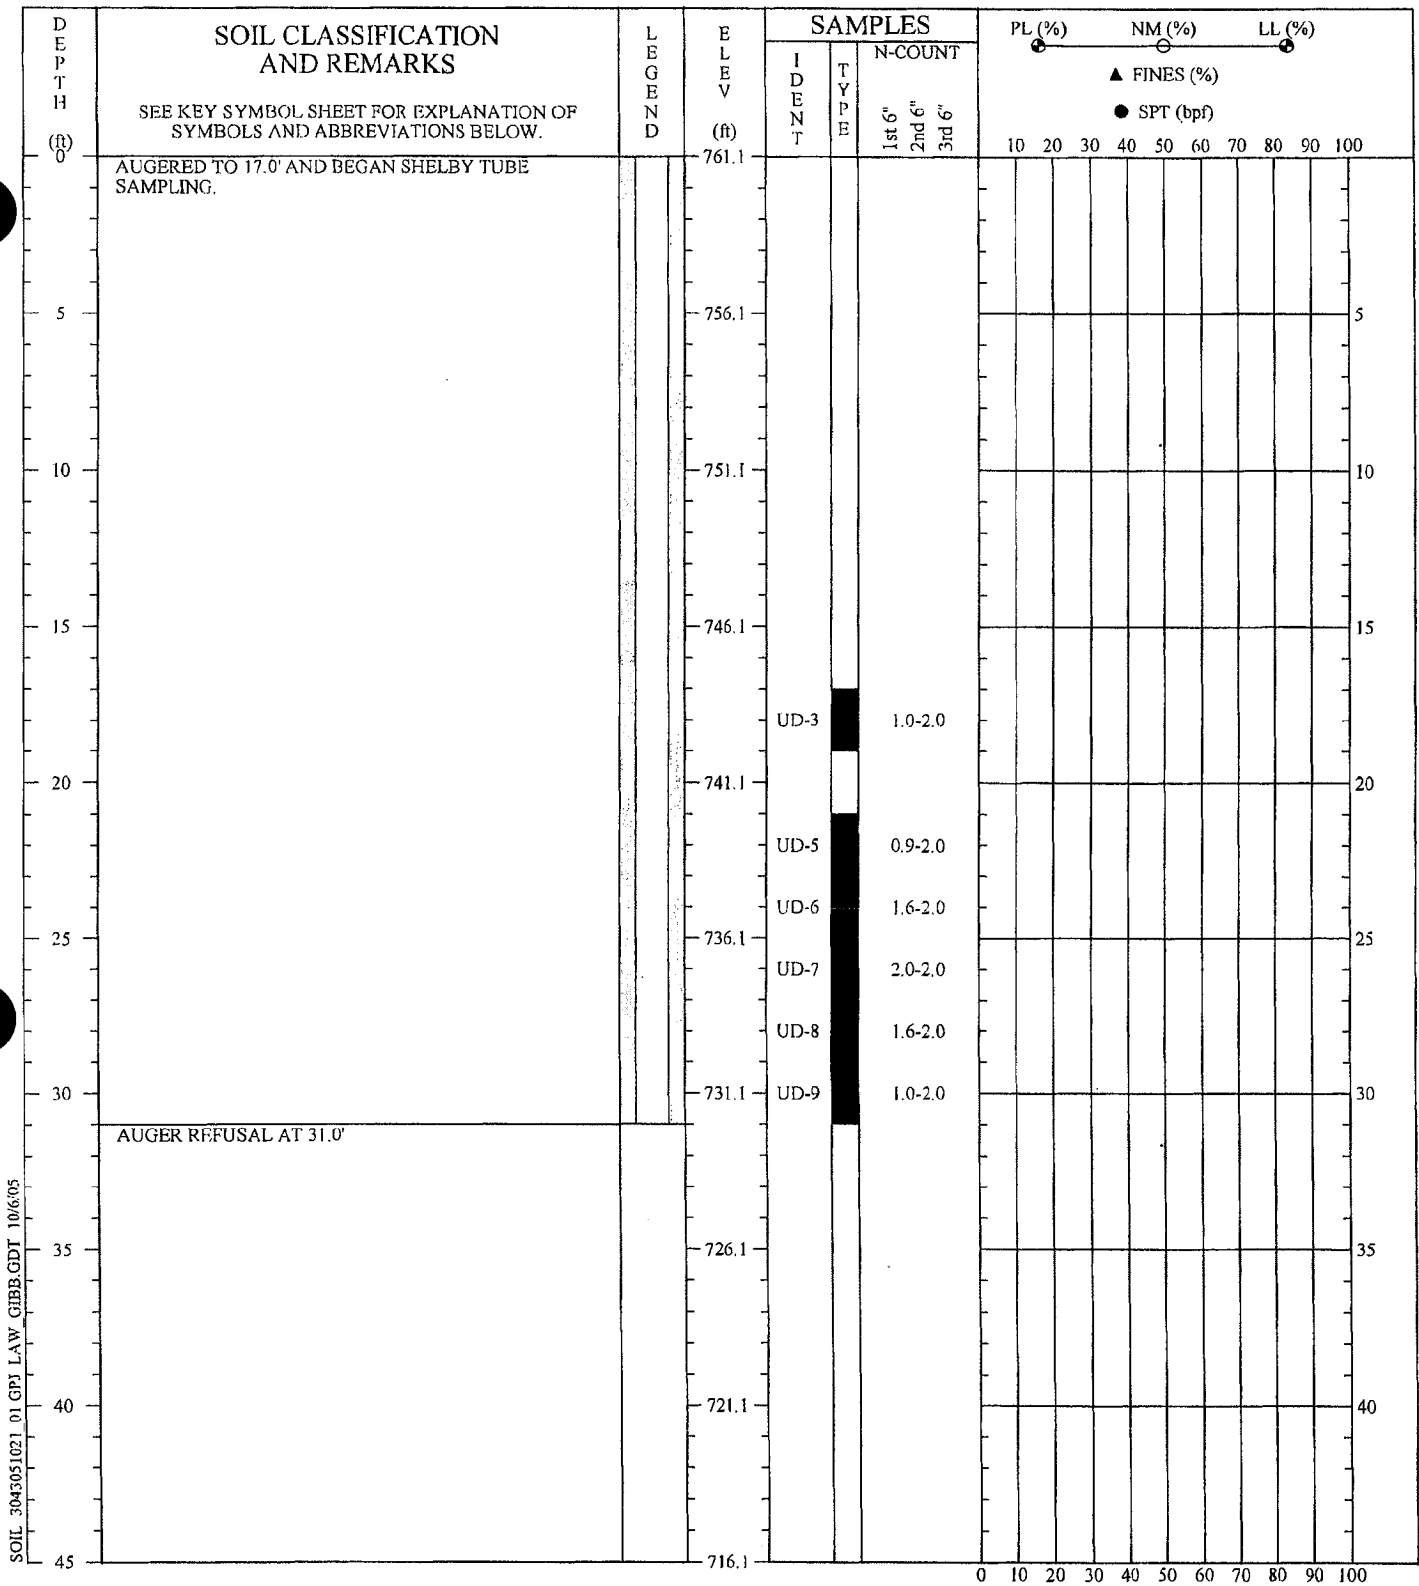 DEPTH (ft)
SOIL CLASSIFICATION
AND REMARKS
SEE KEY SYMBOL SHEET FOR EXPLANATION OF
SYMBOLS AND ABBREVIATIONS BELOW.
LEGEND
ELEV (ft)
SAMPLES
IDENT
TYPE
N-COUNT
1st 6"
2nd 6"
3rd 6"
PL (%) NM (%) LL (%)
▲ FINES (%)
● SPT (bpf)
10 20 30 40 50 60 70 80 90 100
0 761.1
AUGERED TO 17.0' AND BEGAN SHELBY TUBE
SAMPLING.
5 756.1 5
10 751.1 10
15 746.1 15
UD-3 1.0-2.0
20 741.1 20
UD-5 0.9-2.0
UD-6 1.6-2.0
25 736.1 25
UD-7 2.0-2.0
UD-8 1.6-2.0
30 731.1 UD-9 1.0-2.0 30
AUGER REFUSAL AT 31.0'
35 726.1 35
40 721.1 40
45 716.1
0 10 20 30 40 50 60 70 80 90 100
SOIL 3043051021_01 GPJ LAW_GIBB.GDT 10/6/05